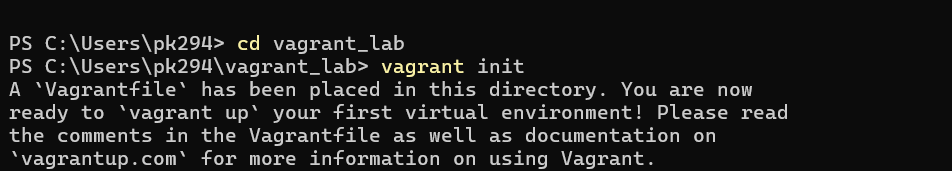 PS C:\Users\pk294> cd vagrant_lab
PS C:\Users\pk294\vagrant_lab> vagrant init
A `Vagrantfile` has been placed in this directory. You are now
ready to `vagrant up` your first virtual environment! Please read
the comments in the Vagrantfile as well as documentation on
`vagrantup.com` for more information on using Vagrant.